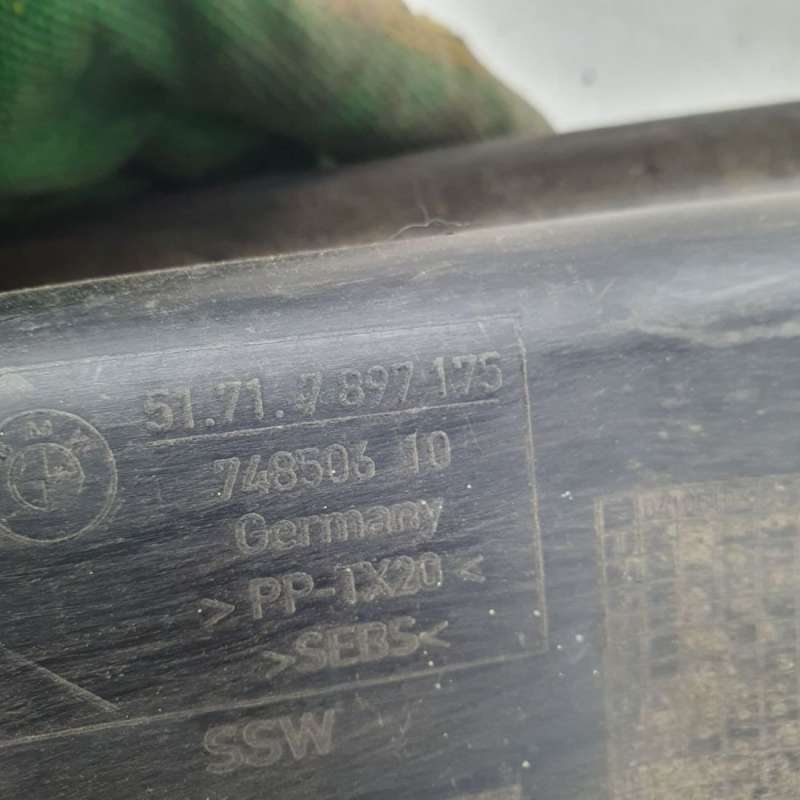 51.71.7 897 175
748506 10
Germany
>PP-TX20<
>SEBS<
SSW